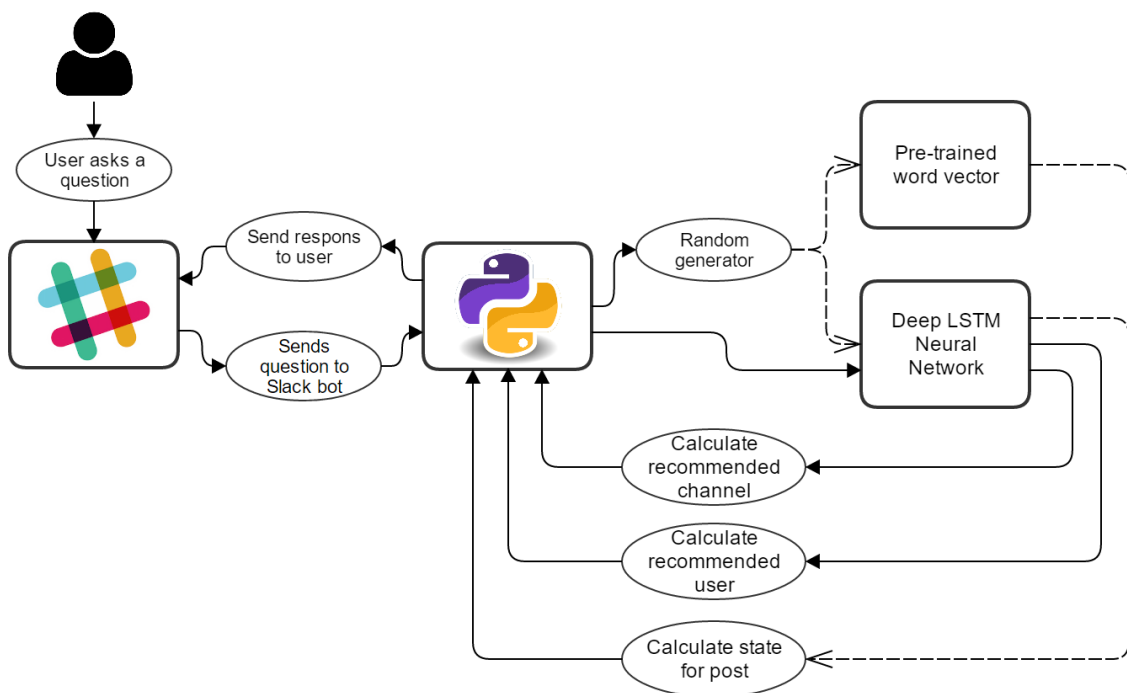 User asks a
question
Send respons
to user
Sends
question to
Slack bot
Random
generator
Pre-trained
word vector
Deep LSTM
Neural
Network
Calculate
recommended
channel
Calculate
recommended
user
Calculate state
for post